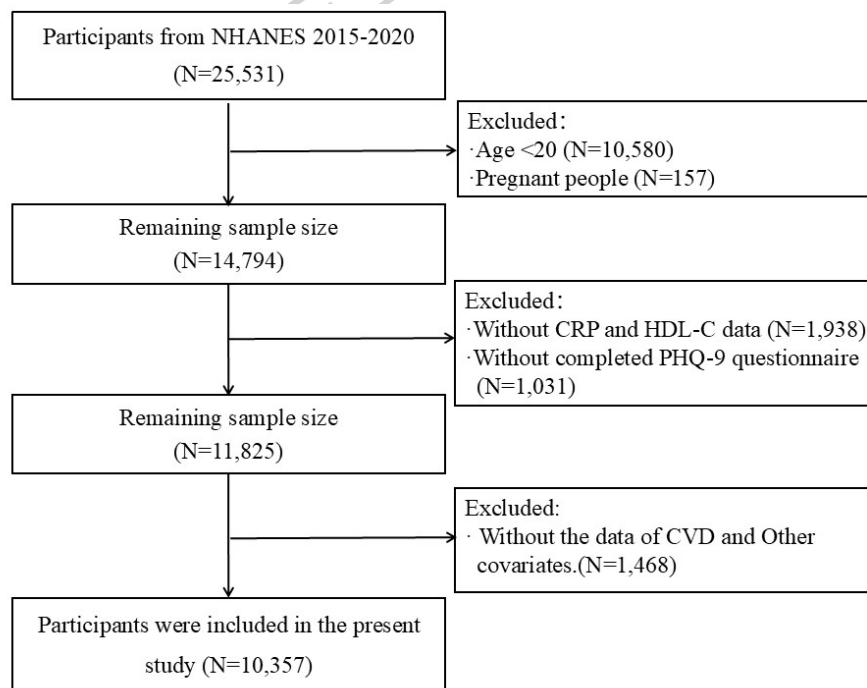 Participants from NHANES 2015-2020
(N=25,531)
Excluded：
·Age <20 (N=10,580)
·Pregnant people (N=157)
Remaining sample size
(N=14,794)
Excluded：
·Without CRP and HDL-C data (N=1,938)
·Without completed PHQ-9 questionnaire
(N=1,031)
Remaining sample size
(N=11,825)
Excluded:
· Without the data of CVD and Other
covariates.(N=1,468)
Participants were included in the present
study (N=10,357)